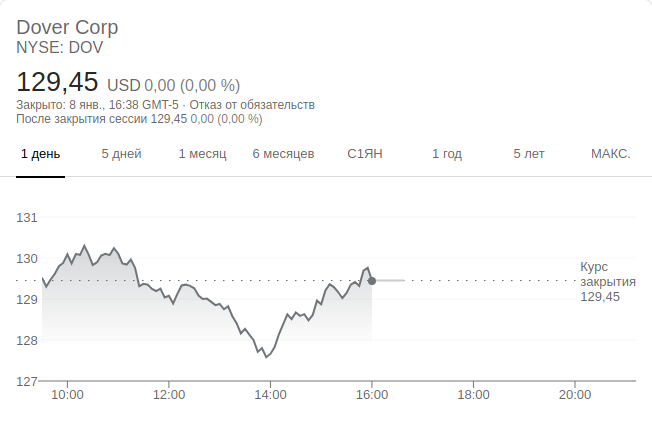 Dover Corp
NYSE: DOV
129,45 USD 0,00 (0,00 %)
Закрыто: 8 янв., 16:38 GMT-5 · Отказ от обязательств
После закрытия сессии 129,45 0,00 (0,00 %)
1 день 5 дней 1 месяц 6 месяцев С1ЯН 1 год 5 лет МАКС.
131
130
129
128
127
Курс
закрытия
129,45
10:00 12:00 14:00 16:00 18:00 20:00